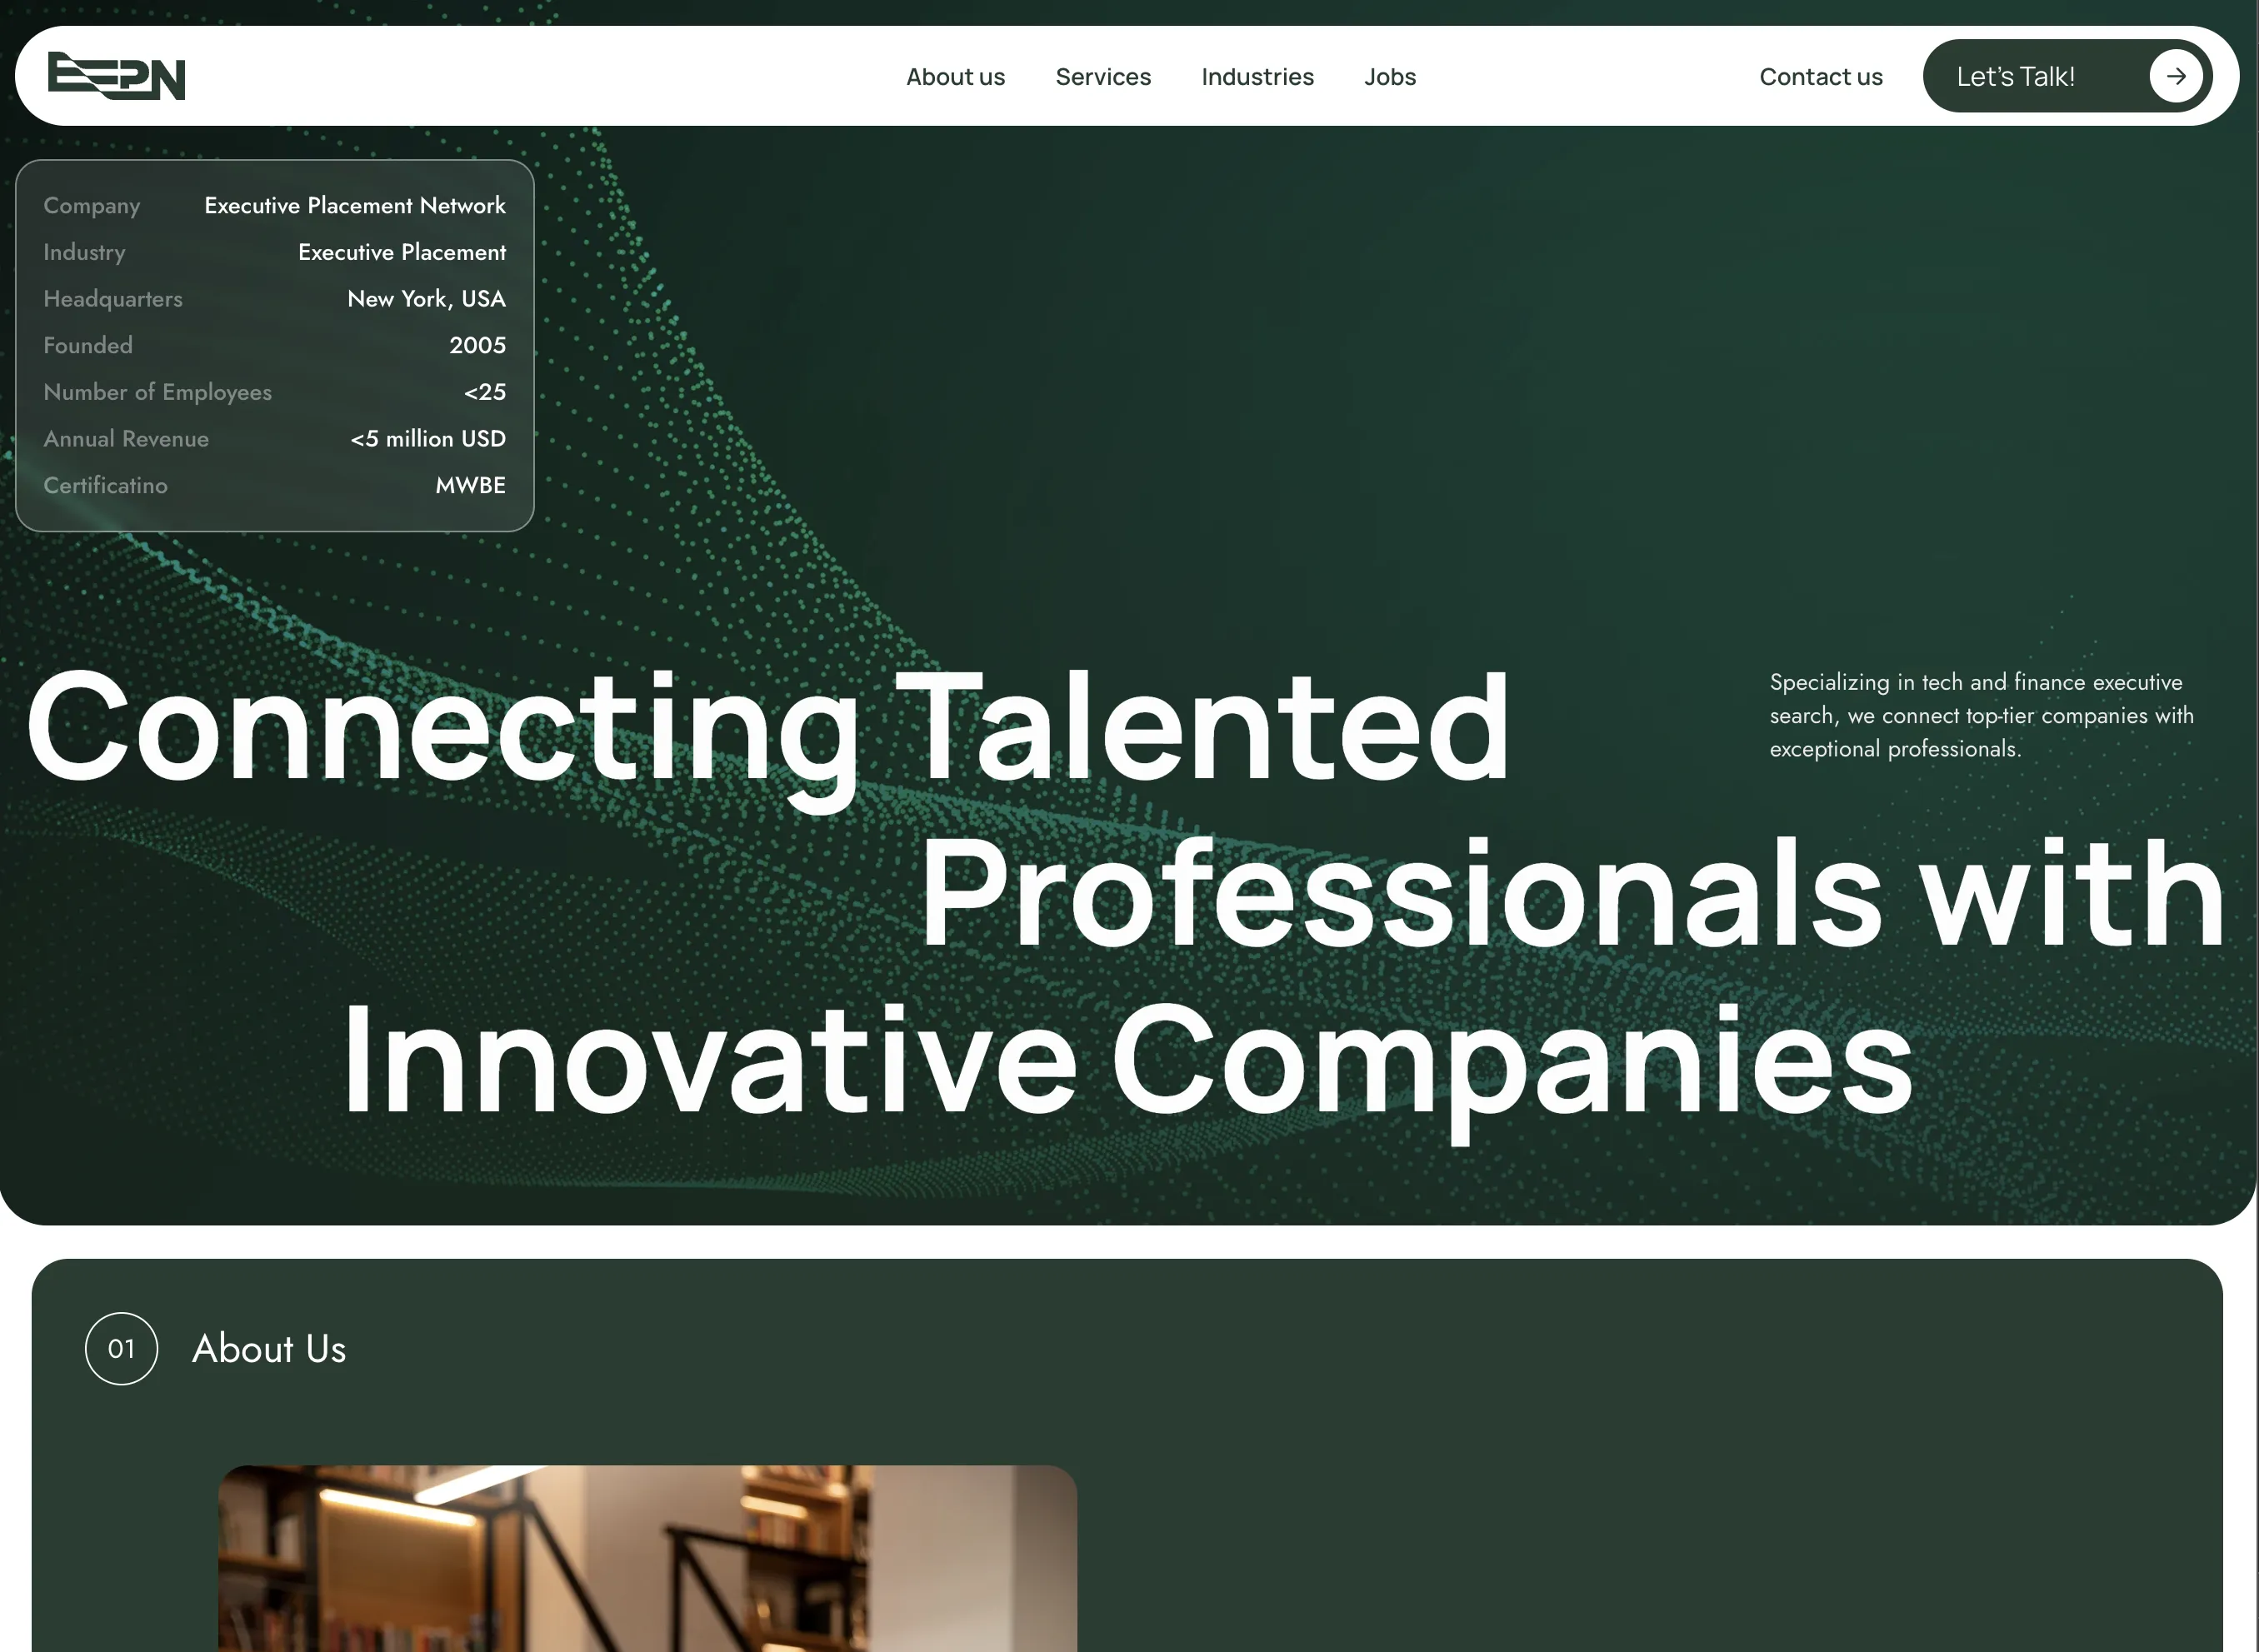 EPN
About us
Services
Industries
Jobs
Contact us
Let's Talk!
Company Executive Placement Network
Industry Executive Placement
Headquarters New York, USA
Founded 2005
Number of Employees <25
Annual Revenue <5 million USD
Certificatino MWBE
Connecting Talented
Specializing in tech and finance executive
search, we connect top-tier companies with
exceptional professionals.
Professionals with
Innovative Companies
01 About Us